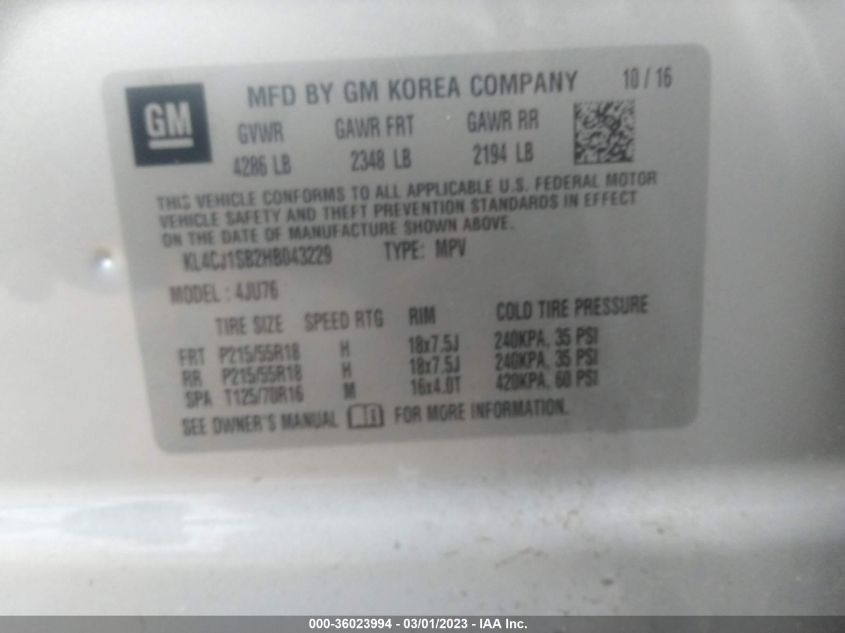 MFD BY GM KOREA COMPANY 10/16
GM
GVWR GAWR FRT GAWR RR
4286 LB 2348 LB 2194 LB
THIS VEHICLE CONFORMS TO ALL APPLICABLE U.S. FEDERAL MOTOR
VEHICLE SAFETY AND THEFT PREVENTION STANDARDS IN EFFECT
ON THE DATE OF MANUFACTURE SHOWN ABOVE.
KL4CJ1SB2HB043229 TYPE: MPV
MODEL : 4JU76
TIRE SIZE SPEED RTG RIM COLD TIRE PRESSURE
FRT P215/55R18 H 18x7.5J 240KPA, 35 PSI
RR P215/55R18 H 18x7.5J 240KPA, 35 PSI
SPA T125/70R16 M 16x4.0T 420KPA, 60 PSI
SEE OWNER'S MANUAL FOR MORE INFORMATION.
000-36023994 - 03/01/2023 - IAA Inc.